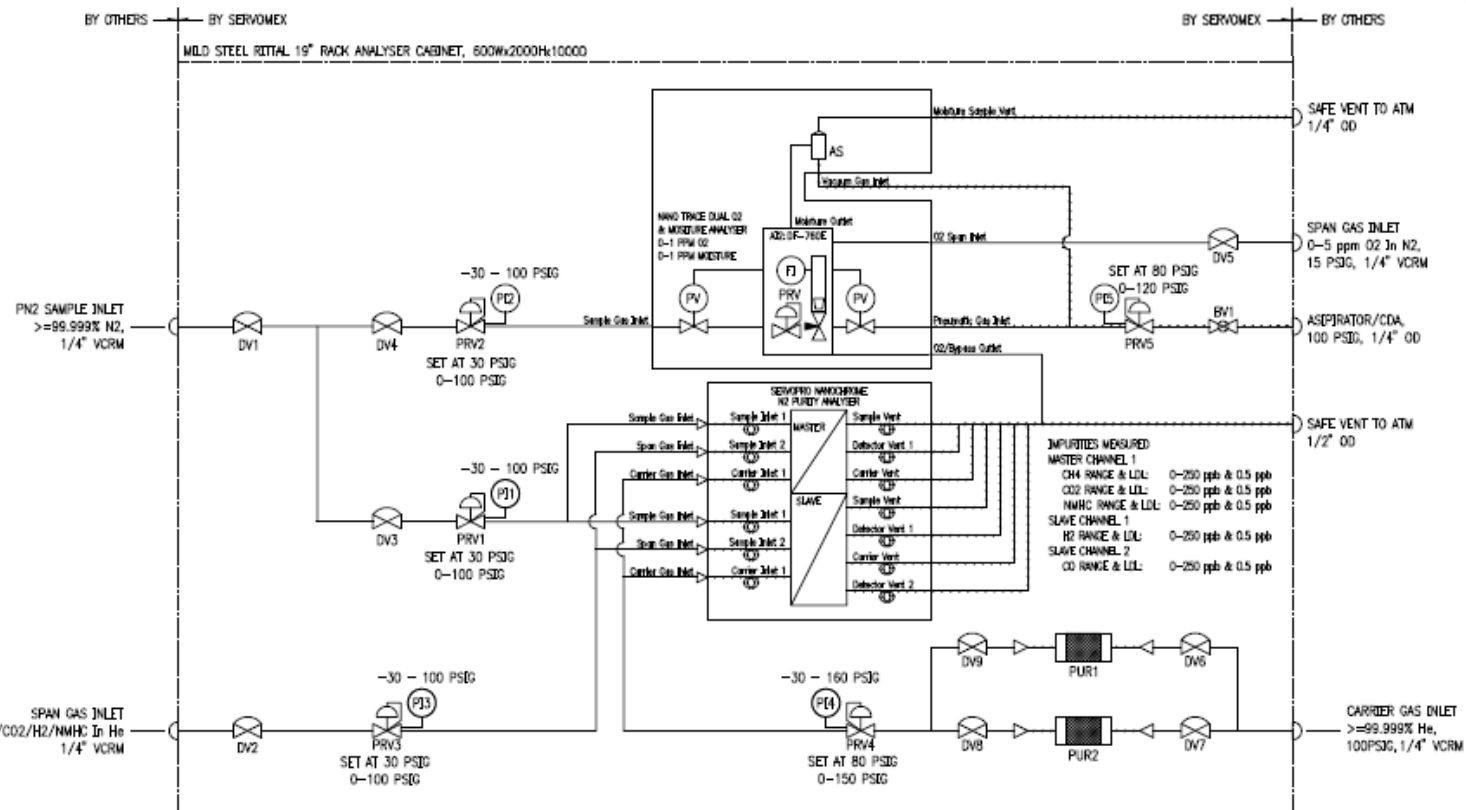 BY OTHERS
BY SERVOMEX
BY SERVOMEX
BY OTHERS
MILD STEEL RITTAL 19" RACK ANALYSER CABINET, 600Wx2000Hx1000D
Moisture Sample Vent
SAFE VENT TO ATM
1/4" OD
AS
Vacuum Gas Inlet
NANO TRACE DUAL O2
& MOISTURE ANALYSER
0-1 PPM O2
0-1 PPM MOISTURE
Moisture Outlet
AI2: DF-760E
O2 Span Inlet
DV5
SPAN GAS INLET
0-5 ppm O2 In N2,
15 PSIG, 1/4" VCRM
-30 - 100 PSIG
PI2
PV
FI
PRV
PV
SET AT 80 PSIG
0-120 PSIG
PI5
BV1
PN2 SAMPLE INLET
>=99.999% N2,
1/4" VCRM
DV1
DV4
PRV2
SET AT 30 PSIG
0-100 PSIG
Sample Gas Inlet
Pneumatic Gas Inlet
PRV5
ASIPIRATOR/CDA,
100 PSIG, 1/4" OD
O2/Bypass Outlet
SERVOPRO NANOCHROME
N2 PURITY ANALYSER
Sample Gas Inlet
Sample Inlet 1
MASTER
Sample Vent
SAFE VENT TO ATM
1/2" OD
Span Gas Inlet
Sample Inlet 2
Detector Vent 1
Carrier Gas Inlet
Carrier Inlet 1
Carrier Vent
-30 - 100 PSIG
PI1
DV3
PRV1
SET AT 30 PSIG
0-100 PSIG
Sample Gas Inlet
Sample Inlet 1
SLAVE
Sample Vent
Span Gas Inlet
Sample Inlet 2
Detector Vent 1
Carrier Gas Inlet
Carrier Inlet 1
Carrier Vent
Detector Vent 2
IMPURITIES MEASURED
MASTER CHANNEL 1
CH4 RANGE & LDL: 0-250 ppb & 0.5 ppb
CO2 RANGE & LDL: 0-250 ppb & 0.5 ppb
NMHC RANGE & LDL: 0-250 ppb & 0.5 ppb
SLAVE CHANNEL 1
H2 RANGE & LDL: 0-250 ppb & 0.5 ppb
SLAVE CHANNEL 2
CO RANGE & LDL: 0-250 ppb & 0.5 ppb
DV9
PUR1
DV6
-30 - 100 PSIG
PI3
-30 - 160 PSIG
PI4
SPAN GAS INLET
/CO2/H2/NMHC In He
1/4" VCRM
DV2
PRV3
SET AT 30 PSIG
0-100 PSIG
PRV4
SET AT 80 PSIG
0-150 PSIG
DV8
PUR2
DV7
CARRIER GAS INLET
>=99.999% He,
100PSIG, 1/4" VCRM